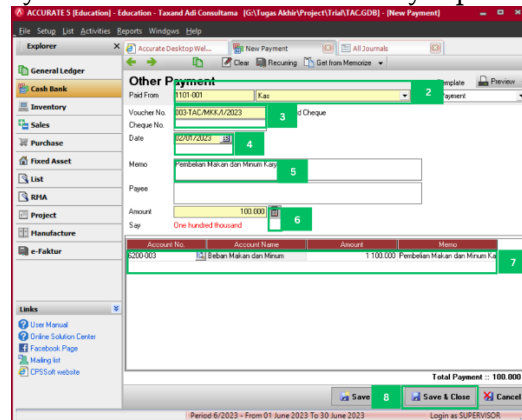 ACCURATE 5 [Education] - Education - Taxand Adi Consultama [G:\Tugas Akhir\Project\Trial\TAC.GDB] - [New Payment]
File Setup List Activities Reports Windows Help
Explorer
Accurate Desktop Wel...
New Payment
All Journals
Clear Recuring Get from Memorize
General Ledger
Cash Bank
Inventory
Sales
Purchase
Fixed Asset
List
RMA
Project
Manufacture
e-Faktur
Other Payment
Template
Preview
Paid From 1101-001 Kas 2
Voucher No. 003-TAC/MKK/I/2023 3 Cheque
Cheque No.
Date 02/01/2023 4
Memo Pembelian Makan dan Minum Kary 5
Payee
Amount 100.000 6
Say One hundred thousand
Account No. Account Name Amount Memo
6200-003 Beban Makan dan Minum 1 100.000 Pembelian Makan dan Minum Ka 7
Links
User Manual
Online Solution Center
Facebook Page
Mailing list
CPSSoft website
Total Payment :: 100.000
Save 8 Save & Close Cancel
Period 6/2023 - From 01 June 2023 To 30 June 2023 Login as SUPERVISOR